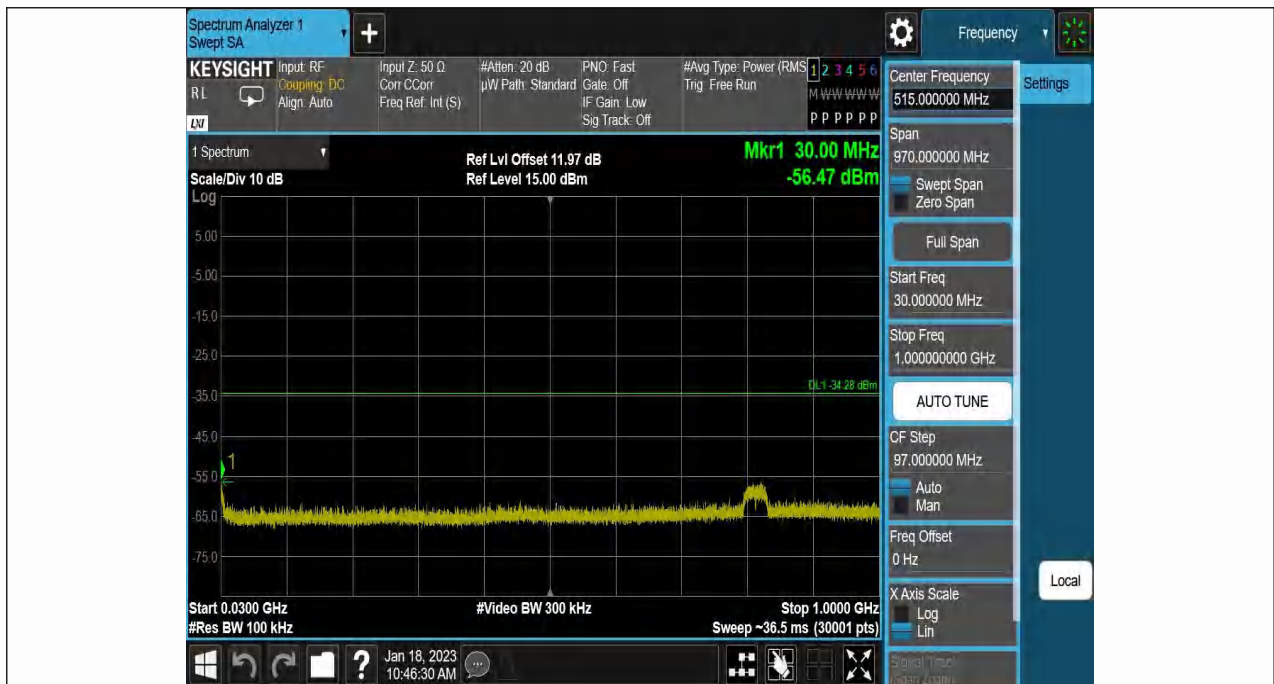 Spectrum Analyzer 1
Swept SA
+
Frequency
KEYSIGHT
RL
LXI
Input: RF
Coupling: DC
Align: Auto
Input Z: 50 Ω
Corr CCorr
Freq Ref: Int (S)
#Atten: 20 dB
µW Path: Standard
PNO: Fast
Gate: Off
IF Gain: Low
Sig Track: Off
#Avg Type: Power (RMS
Trig: Free Run
1 2 3 4 5 6
M W W W W W
P P P P P P
1 Spectrum
Scale/Div 10 dB
Ref Lvl Offset 11.97 dB
Ref Level 15.00 dBm
Mkr1 30.00 MHz
-56.47 dBm
Log
5.00
-5.00
-15.0
-25.0
-35.0
-45.0
-55.0
-65.0
-75.0
DL1 -34.28 dBm
1
Start 0.0300 GHz
#Res BW 100 kHz
#Video BW 300 kHz
Stop 1.0000 GHz
Sweep ~36.5 ms (30001 pts)
Center Frequency
515.000000 MHz
Settings
Span
970.000000 MHz
Swept Span
Zero Span
Full Span
Start Freq
30.000000 MHz
Stop Freq
1.000000000 GHz
AUTO TUNE
CF Step
97.000000 MHz
Auto
Man
Freq Offset
0 Hz
X Axis Scale
Log
Lin
Signal Track
(Span Zoom)
Local
?
Jan 18, 2023
10:46:30 AM